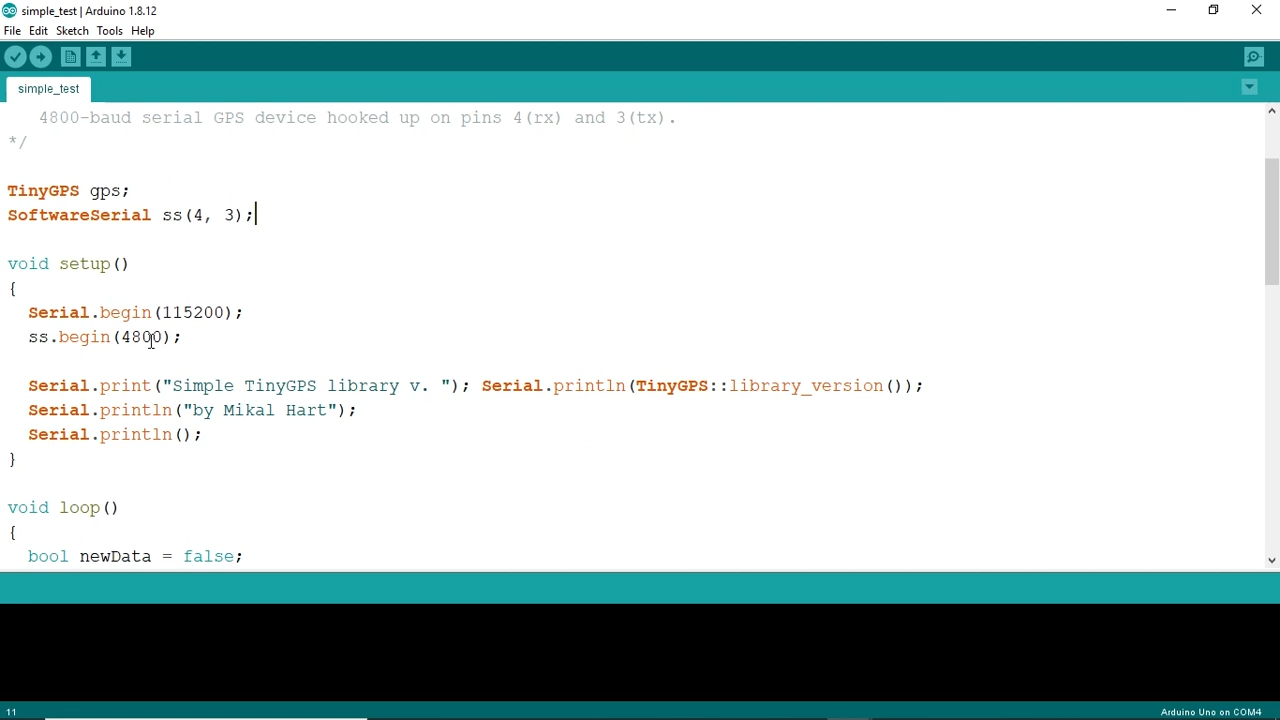 simple_test | Arduino 1.8.12
File Edit Sketch Tools Help
simple_test
4800-baud serial GPS device hooked up on pins 4(rx) and 3(tx).
*/
TinyGPS gps;
SoftwareSerial ss(4, 3);
void setup()
{
Serial.begin(115200);
ss.begin(4800);
Serial.print("Simple TinyGPS library v. "); Serial.println(TinyGPS::library_version());
Serial.println("by Mikal Hart");
Serial.println();
}
void loop()
{
bool newData = false;
11
Arduino Uno on COM4